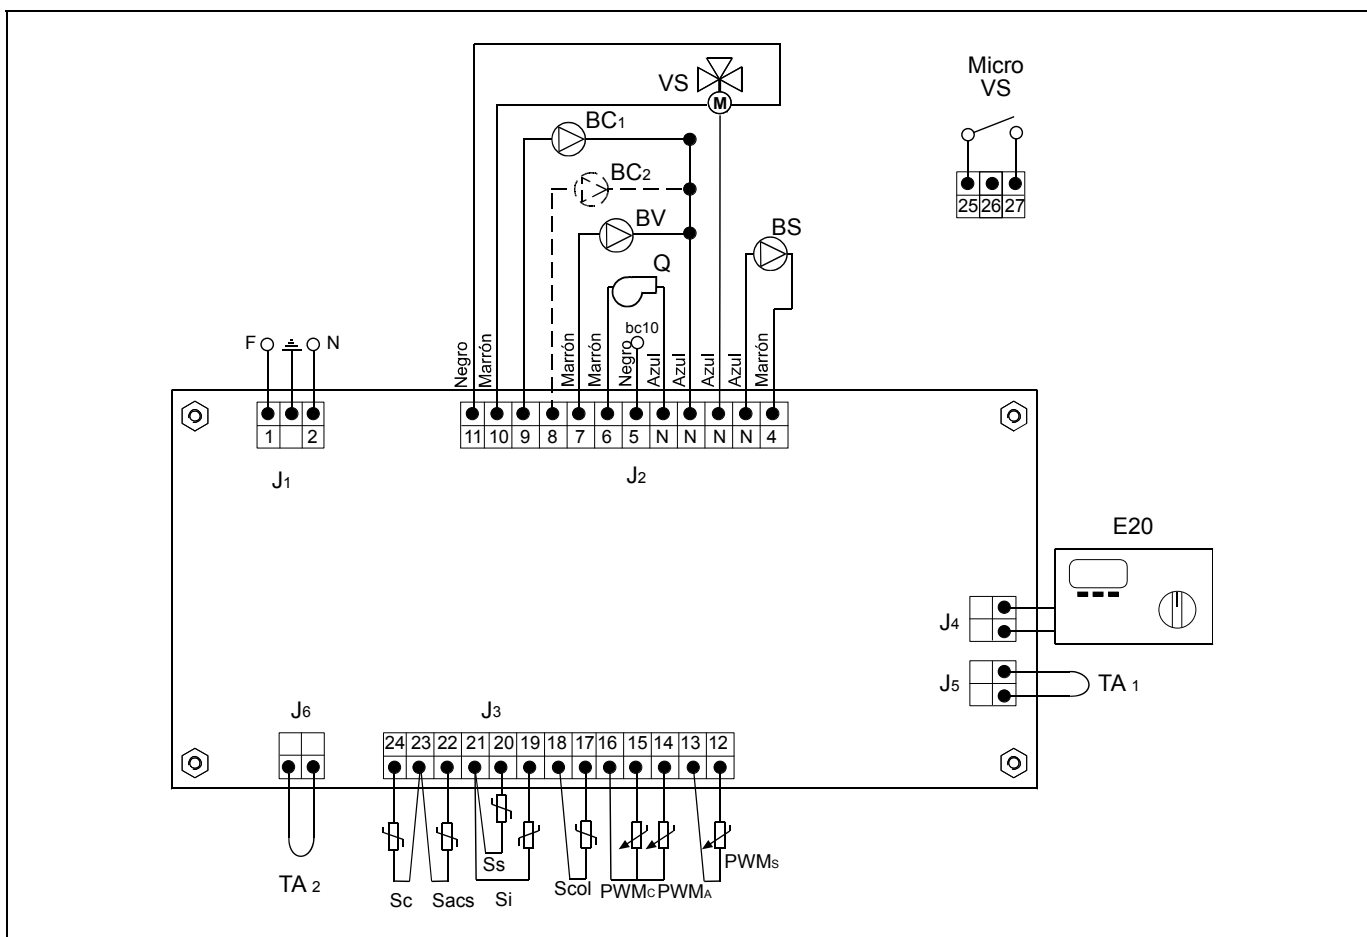 VS
M
Micro
VS
BC1
BC2
BV
BS
Q
bc10
Negro
Marrón
Marrón
Marrón
Negro
Azul
Azul
Azul
Azul
Marrón
25 26 27
F N
1 2
11 10 9 8 7 6 5 N N N N 4
J1
J2
E20
J4
J5
TA 1
J6
J3
24 23 22 21 20 19 18 17 16 15 14 13 12
TA 2
Sc
Sacs
Ss
Si
Scol
PWMC
PWMA
PWMS